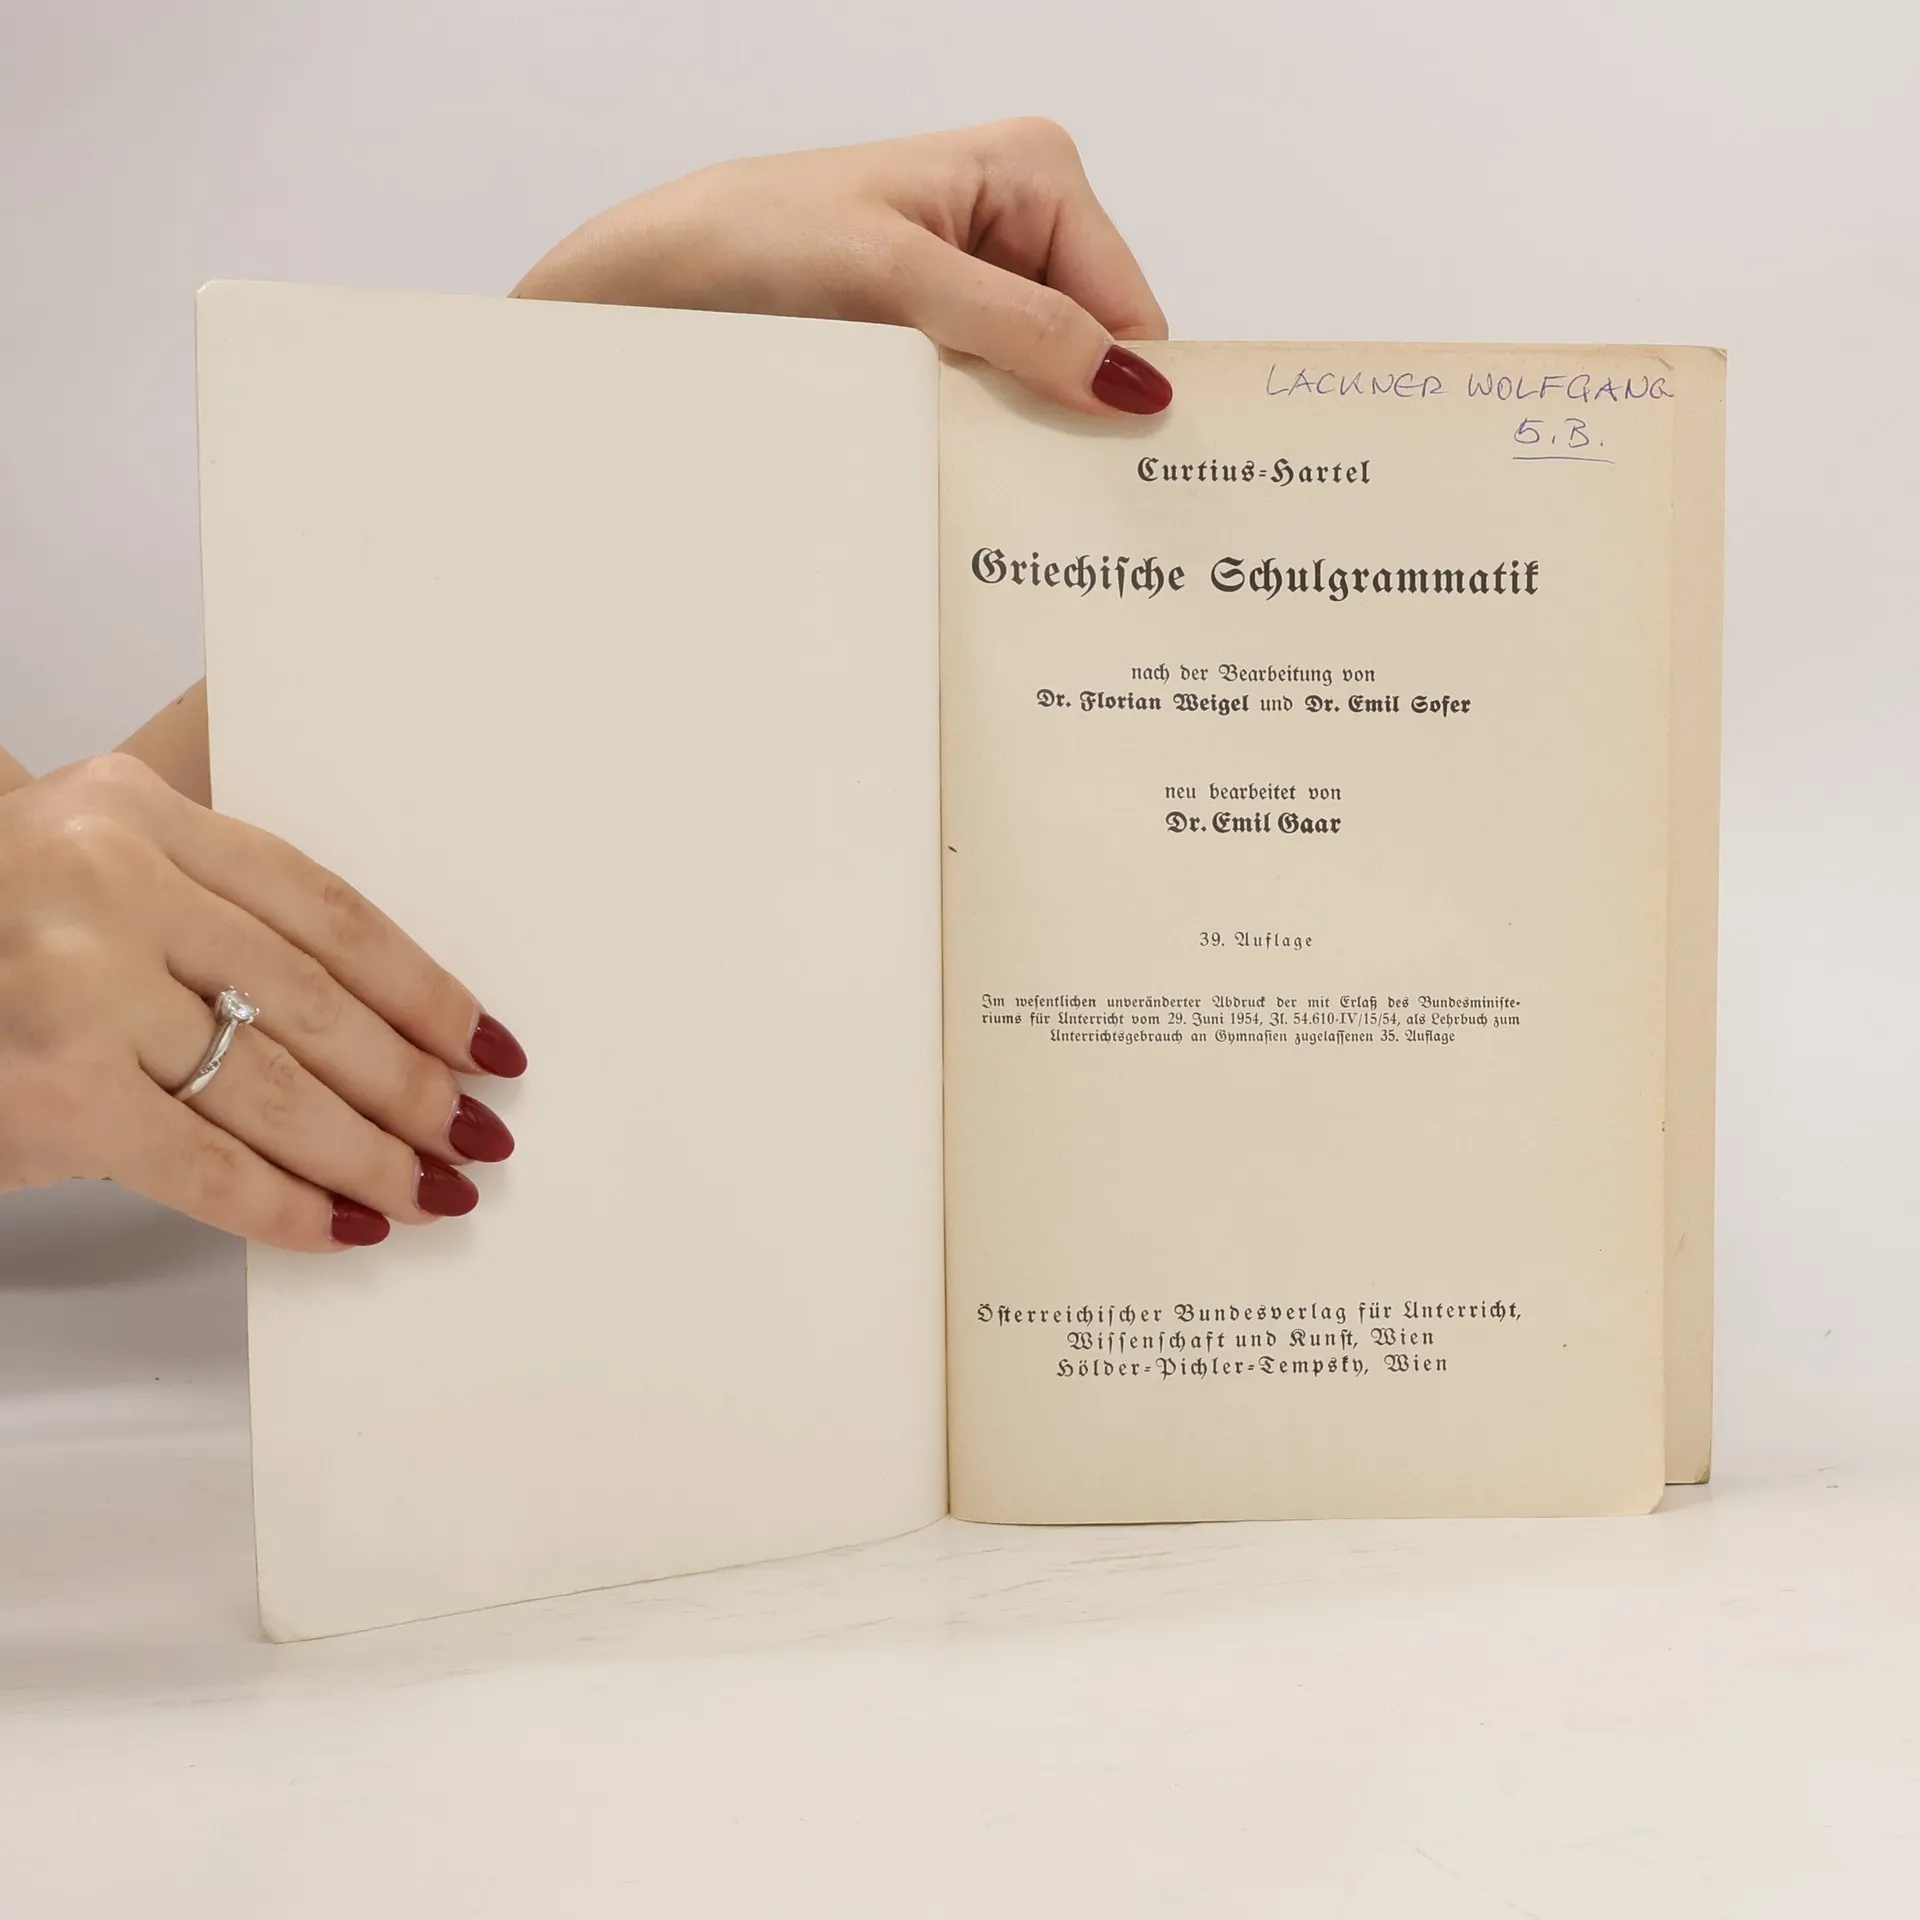 LACKNER WOLFGANG
5.B.
Curtius-Hartel
Griechische Schulgrammatik
nach der Bearbeitung von
Dr. Florian Weigel und Dr. Emil Sofer
neu bearbeitet von
Dr. Emil Gaar
39. Auflage
Im wesentlichen unveränderter Abdruck der mit Erlaß des Bundesministe-
riums für Unterricht vom 29. Juni 1954, Zl. 54.610-IV/15/54, als Lehrbuch zum
Unterrichtsgebrauch an Gymnasien zugelassenen 35. Auflage
Österreichischer Bundesverlag für Unterricht,
Wissenschaft und Kunst, Wien
Hölder-Pichler-Tempsky, Wien